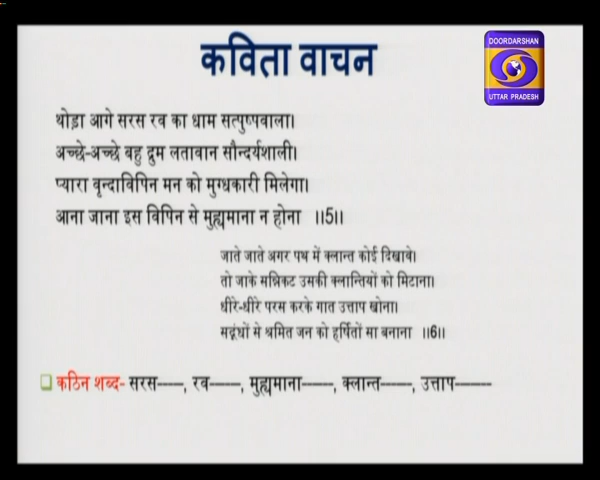 कविता वाचन
DOORDARSHAN
UTTAR PRADESH
थोड़ा आगे सरस रव का धाम सत्पुष्पवाला।
अच्छे-अच्छे बहु द्रुम लतावान सौन्दर्यशाली।
प्यारा वृन्दाविपिन मन को मुग्धकारी मिलेगा।
आना जाना इस विपिन से मुह्यमाना न होना ।।5।।
जाते जाते अगर पथ में क्लान्त कोई दिखावे।
तो जाके सन्निकट उसकी क्लान्तियों को मिटाना।
धीरे-धीरे परम करके गात उत्ताप खोना।
सद्गंधों से श्रमित जन को हर्षितों सा बनाना ।।6।।
कठिन शब्द- सरस----, रव----, मुह्यमाना----, क्लान्त----, उत्ताप-----